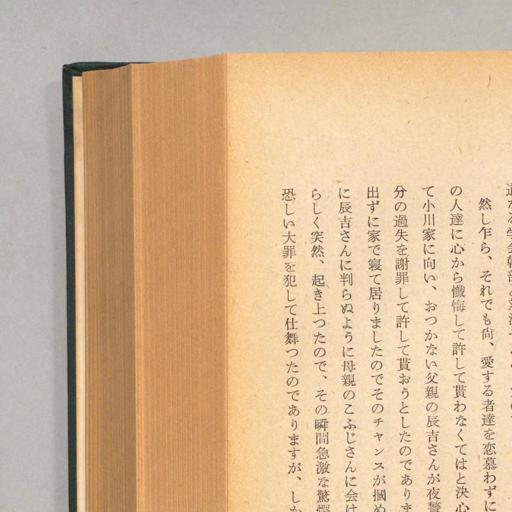 然し乍ら、それでも尚、愛する者達を恋慕わずに
の人達に心から懺悔して許して貰わなくてはと決心
て小川家に向い、おつかない父親の辰吉さんが夜警
分の過失を謝罪して許して貰おうとしたのでありま
出ずに家で寝て居りましたのでそのチャンスが摑め
に辰吉さんに判らぬように母親のこふじさんに会け
らしく突然、起き上つたので、その瞬間急激な驚愕
恐しい大罪を犯して仕舞つたのでありますが、しか